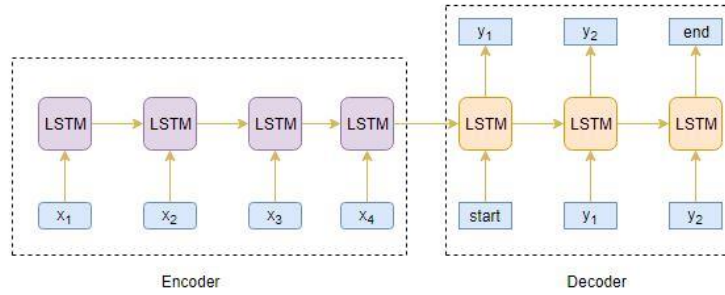 y₁ y₂ end
LSTM LSTM LSTM LSTM LSTM LSTM LSTM
x₁ x₂ x₃ x₄ start y₁ y₂
Encoder Decoder